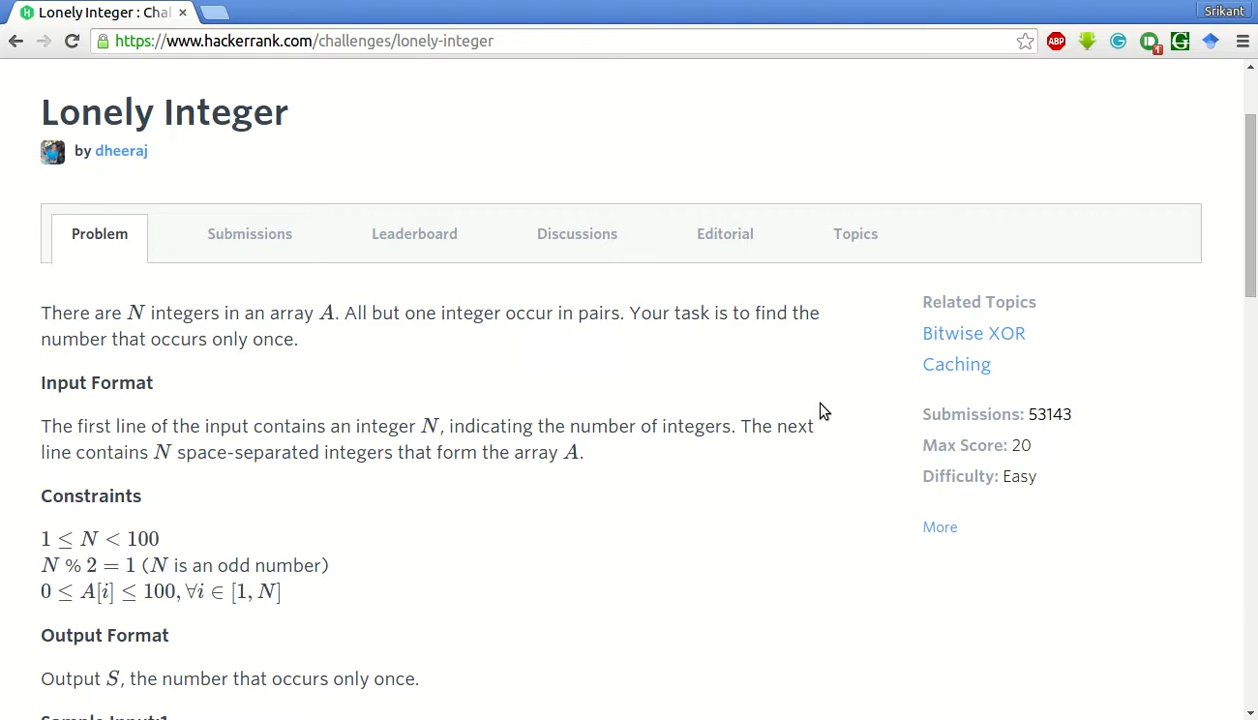 Lonely Integer : Cha
Srikant
https://www.hackerrank.com/challenges/lonely-integer
ABP
1
G
Lonely Integer
by dheeraj
Problem
Submissions
Leaderboard
Discussions
Editorial
Topics
There are N integers in an array A. All but one integer occur in pairs. Your task is to find the
number that occurs only once.
Input Format
The first line of the input contains an integer N, indicating the number of integers. The next
line contains N space-separated integers that form the array A.
Constraints
1 ≤ N < 100
N % 2 = 1 (N is an odd number)
0 ≤ A[i] ≤ 100, ∀i ∈ [1, N]
Output Format
Output S, the number that occurs only once.
Sample Input:1
Related Topics
Bitwise XOR
Caching
Submissions: 53143
Max Score: 20
Difficulty: Easy
More